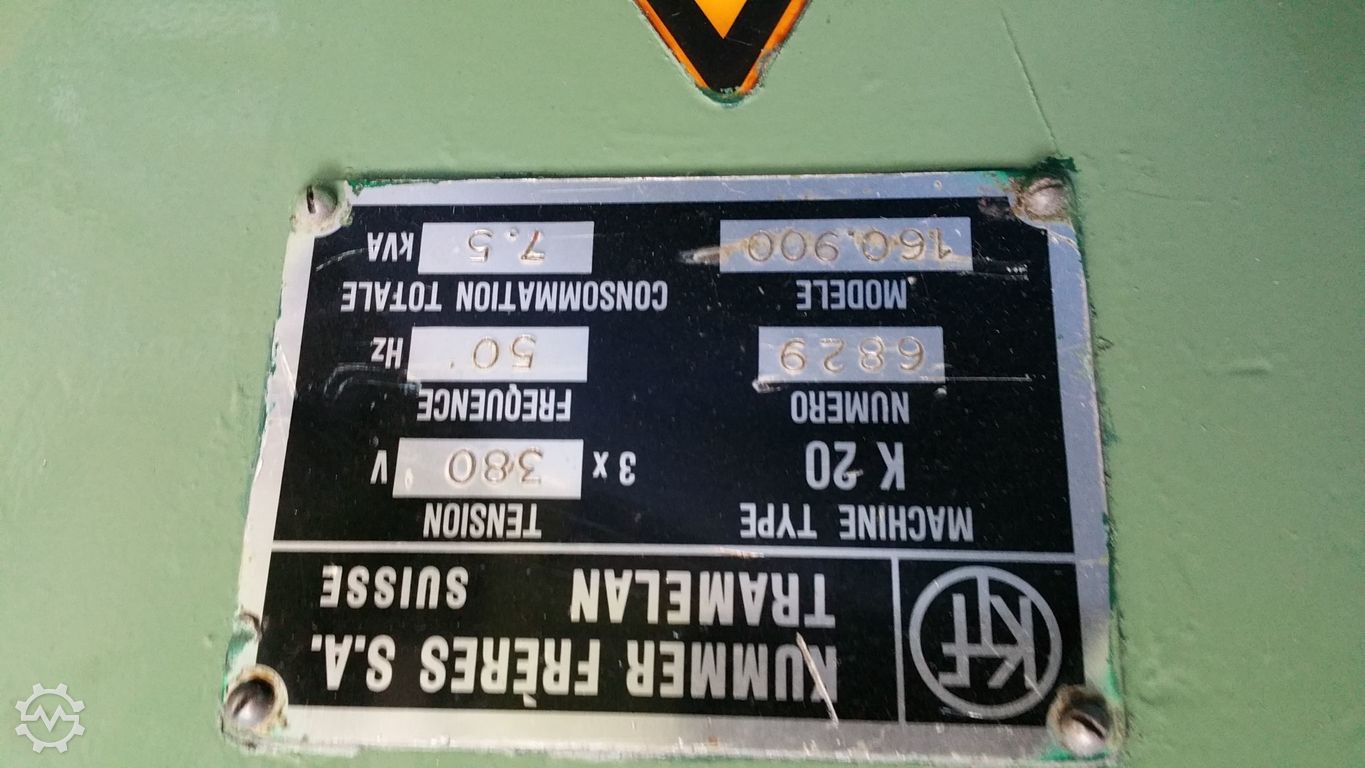 KF
KUMMER FRÈRES S.A.
TRAMELAN SUISSE
MACHINE TYPE
K 20
TENSION
3 x 380 V
NUMERO
6829
FREQUENCE
50 Hz
MODELE
160.900
CONSOMMATION TOTALE
7.5 KVA